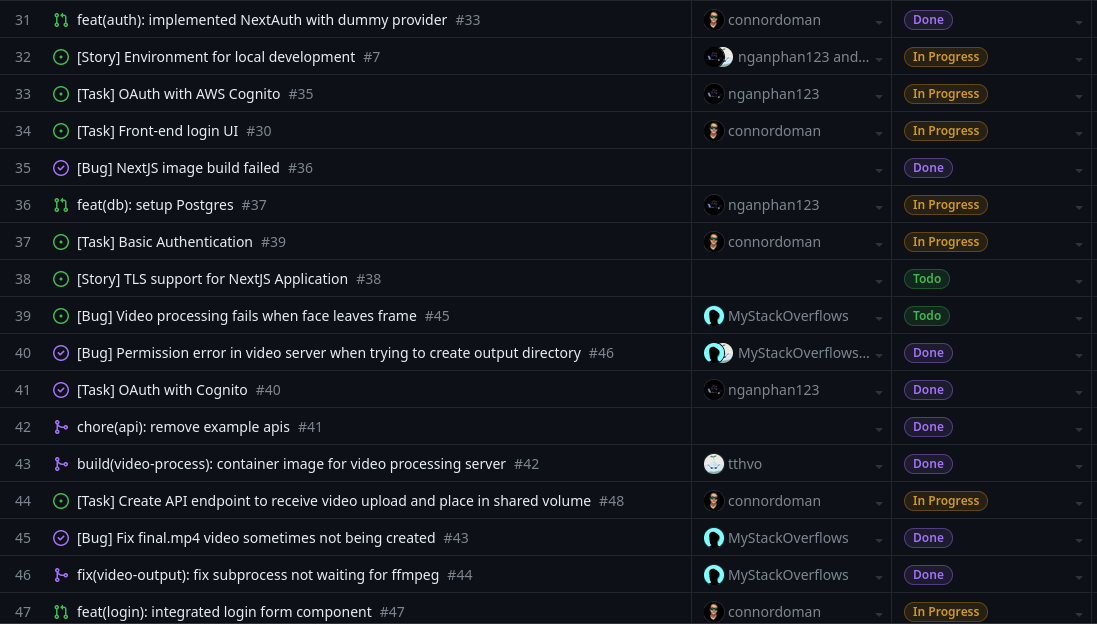 31 feat(auth): implemented NextAuth with dummy provider #33 connordoman Done
32 [Story] Environment for local development #7 nganphan123 and... In Progress
33 [Task] OAuth with AWS Cognito #35 nganphan123 In Progress
34 [Task] Front-end login UI #30 connordoman In Progress
35 [Bug] NextJS image build failed #36 Done
36 feat(db): setup Postgres #37 nganphan123 In Progress
37 [Task] Basic Authentication #39 connordoman In Progress
38 [Story] TLS support for NextJS Application #38 Todo
39 [Bug] Video processing fails when face leaves frame #45 MyStackOverflows Todo
40 [Bug] Permission error in video server when trying to create output directory #46 MyStackOverflows... Done
41 [Task] OAuth with Cognito #40 nganphan123 Done
42 chore(api): remove example apis #41 Done
43 build(video-process): container image for video processing server #42 tthvo Done
44 [Task] Create API endpoint to receive video upload and place in shared volume #48 connordoman In Progress
45 [Bug] Fix final.mp4 video sometimes not being created #43 MyStackOverflows Done
46 fix(video-output): fix subprocess not waiting for ffmpeg #44 MyStackOverflows Done
47 feat(login): integrated login form component #47 connordoman In Progress